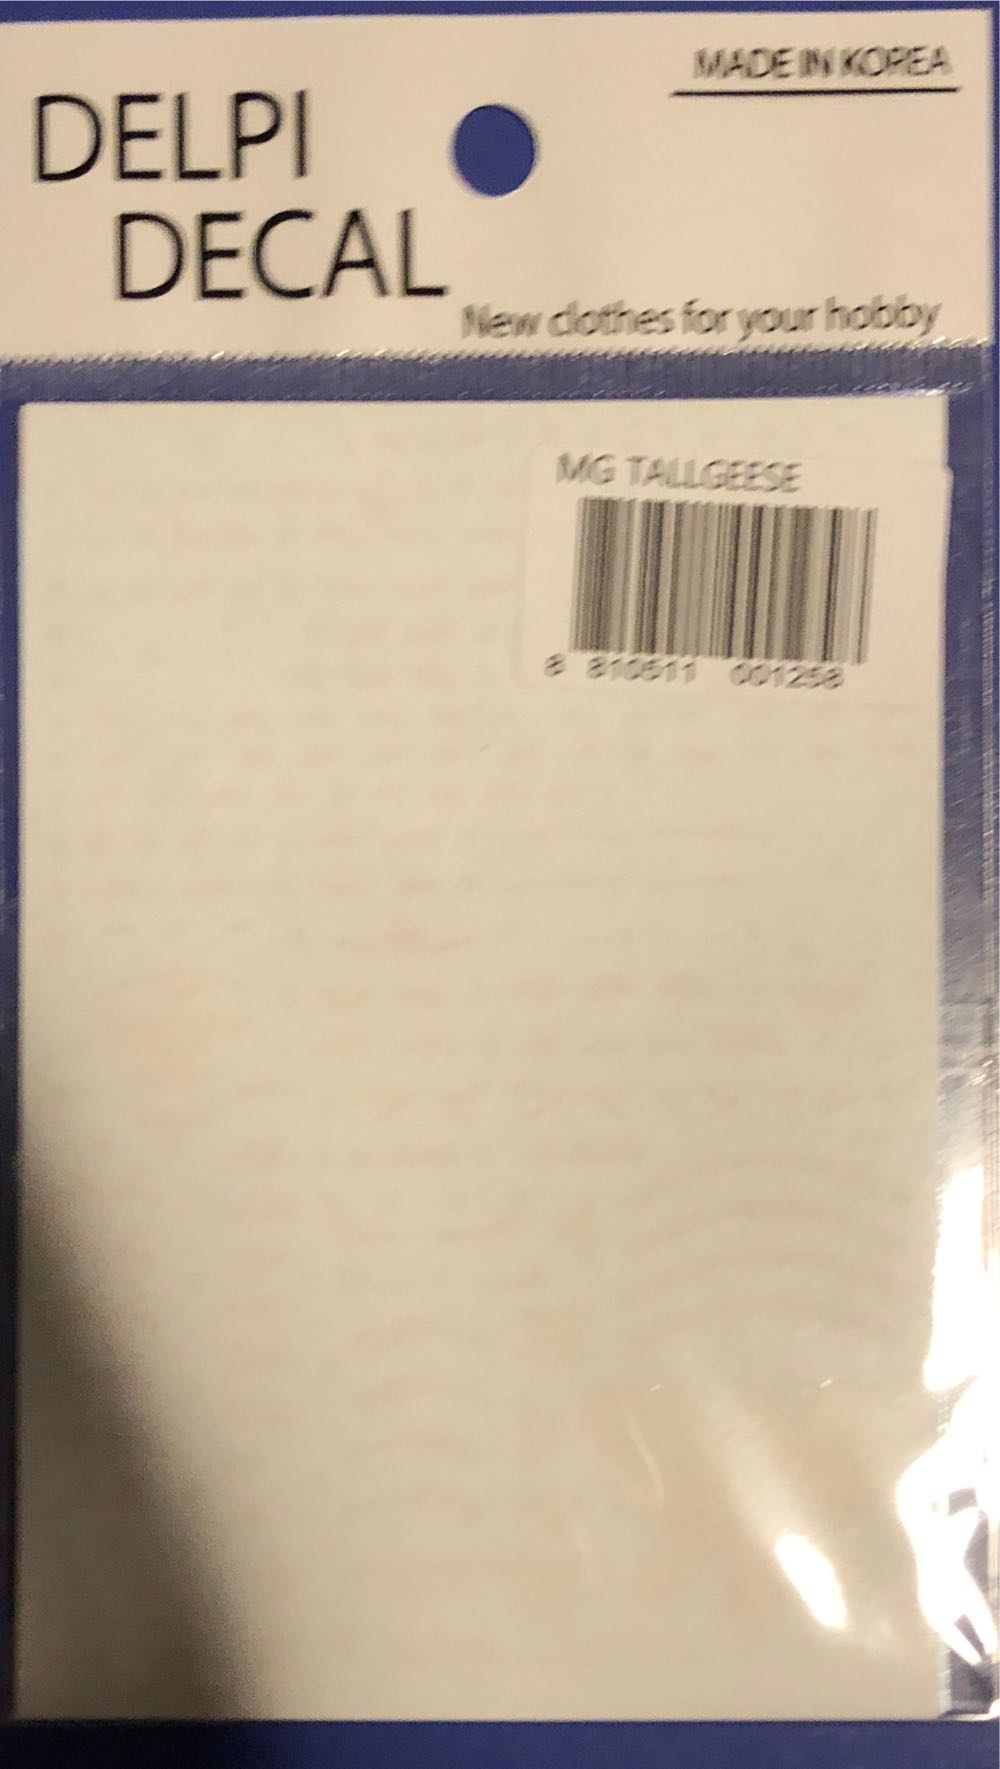 MADE IN KOREA
DELPI
DECAL
New clothes for your hobby
MG TALLGEESE
8 810511 001258